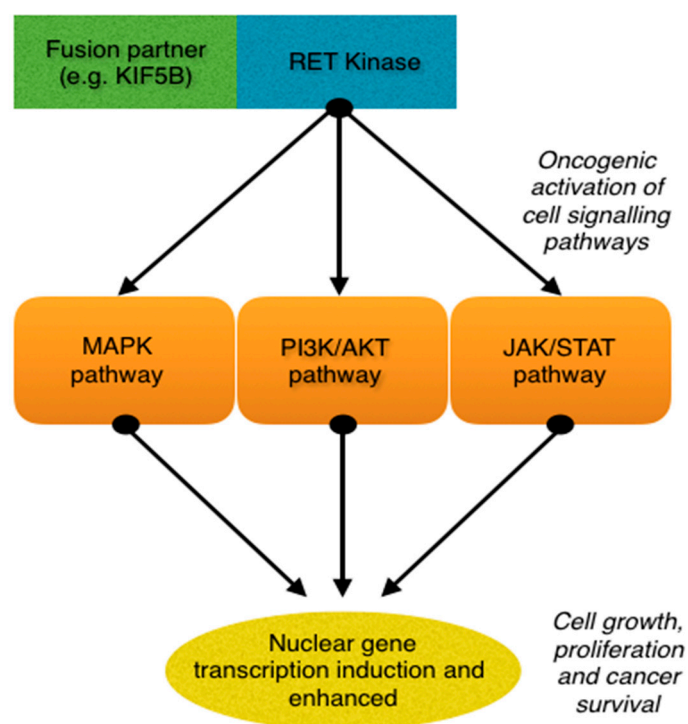 Fusion partner
(e.g. KIF5B)
RET Kinase
Oncogenic
activation of
cell signalling
pathways
MAPK
pathway
PI3K/AKT
pathway
JAK/STAT
pathway
Nuclear gene
transcription induction and
enhanced
Cell growth,
proliferation
and cancer
survival